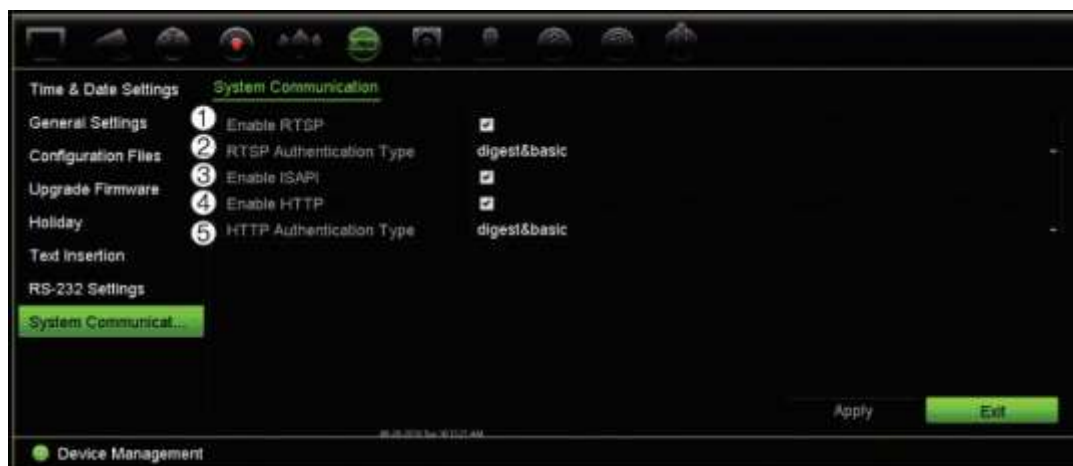 Time & Date Settings
System Communication
General Settings
① Enable RTSP
Configuration Files
② RTSP Authentication Type digest&basic
③ Enable ISAPI
Upgrade Firmware
④ Enable HTTP
Holiday
⑤ HTTP Authentication Type digest&basic
Text Insertion
RS-232 Settings
System Communicat...
Apply
Exit
Device Management